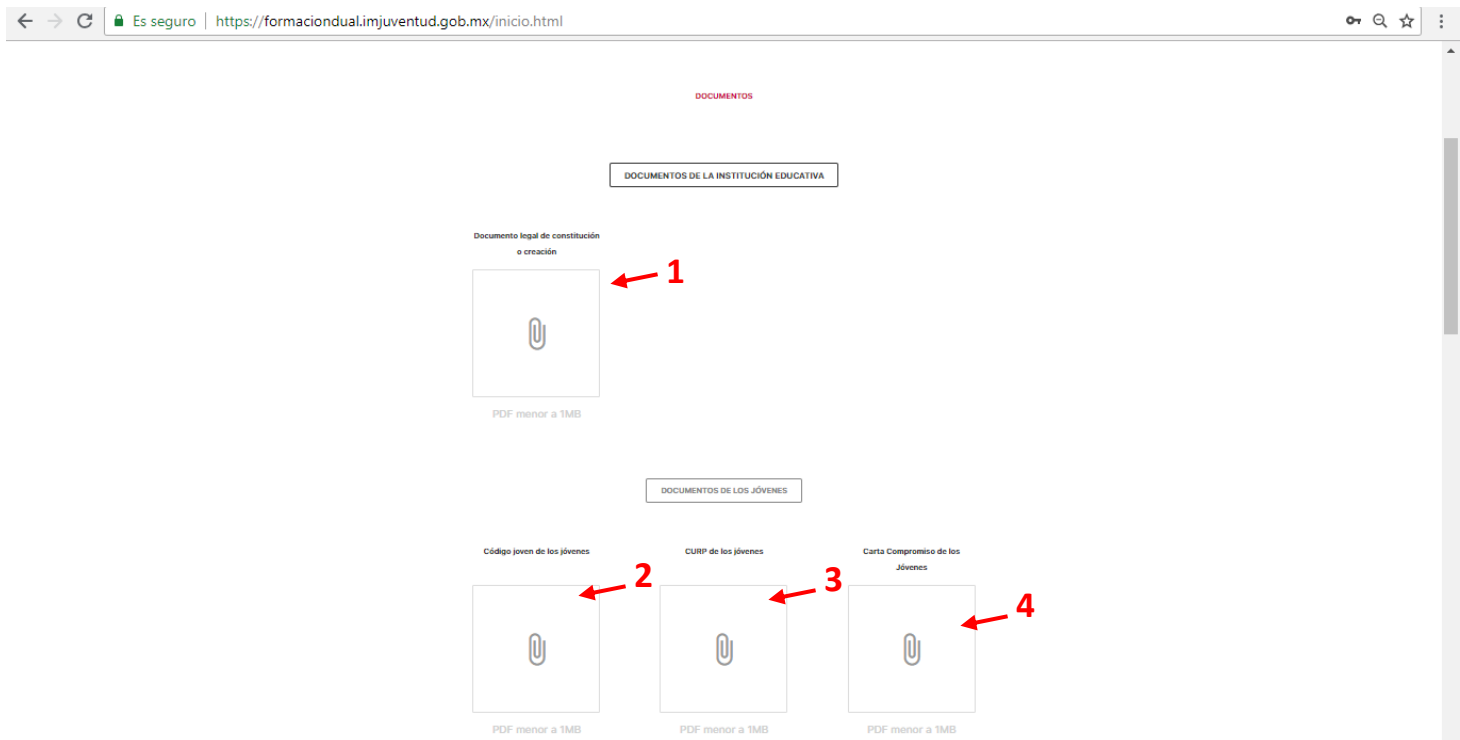 Es seguro | https://formaciondual.imjuventud.gob.mx/inicio.html
DOCUMENTOS
DOCUMENTOS DE LA INSTITUCIÓN EDUCATIVA
Documento legal de constitución
o creación
1
PDF menor a 1MB
DOCUMENTOS DE LOS JÓVENES
Código joven de los jóvenes
2
PDF menor a 1MB
CURP de los jóvenes
3
PDF menor a 1MB
Carta Compromiso de los
Jóvenes
4
PDF menor a 1MB